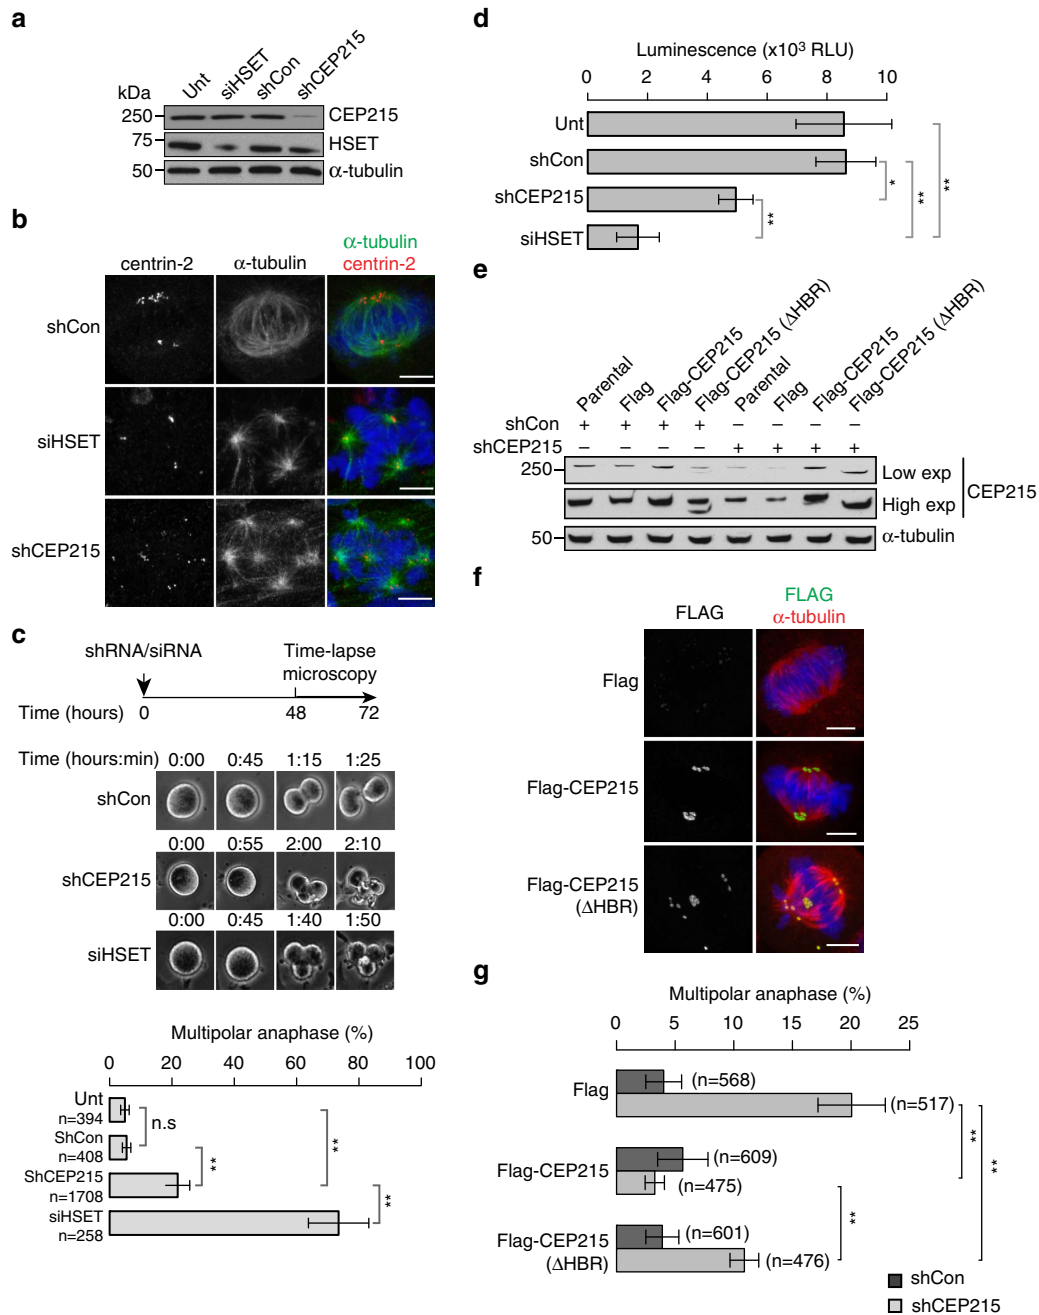 a
Unt siHSET shCon shCEP215
kDa
250 CEP215
75 HSET
50 α-tubulin
b
α-tubulin
centrin-2 α-tubulin centrin-2
shCon
siHSET
shCEP215
c
shRNA/siRNA Time-lapse
microscopy
Time (hours) 0 48 72
Time (hours:min) 0:00 0:45 1:15 1:25
shCon
0:00 0:55 2:00 2:10
shCEP215
0:00 0:45 1:40 1:50
siHSET
Multipolar anaphase (%)
0 20 40 60 80 100
Unt
n=394
n.s
ShCon
n=408
**
**
ShCEP215
n=1708
**
siHSET
n=258
d
Luminescence (x10³ RLU)
0 2 4 6 8 10
Unt
shCon
shCEP215
siHSET
**
*
**
**
e
Parental Flag Flag-CEP215 Flag-CEP215 (ΔHBR) Parental Flag Flag-CEP215 Flag-CEP215 (ΔHBR)
shCon + + + + − − − −
shCEP215 − − − − + + + +
250 Low exp
High exp CEP215
50 α-tubulin
f
FLAG
FLAG α-tubulin
Flag
Flag-CEP215
Flag-CEP215
(ΔHBR)
g
Multipolar anaphase (%)
0 5 10 15 20 25
Flag (n=568)
(n=517)
**
**
Flag-CEP215 (n=609)
(n=475)
**
Flag-CEP215
(ΔHBR) (n=601)
(n=476)
shCon
shCEP215